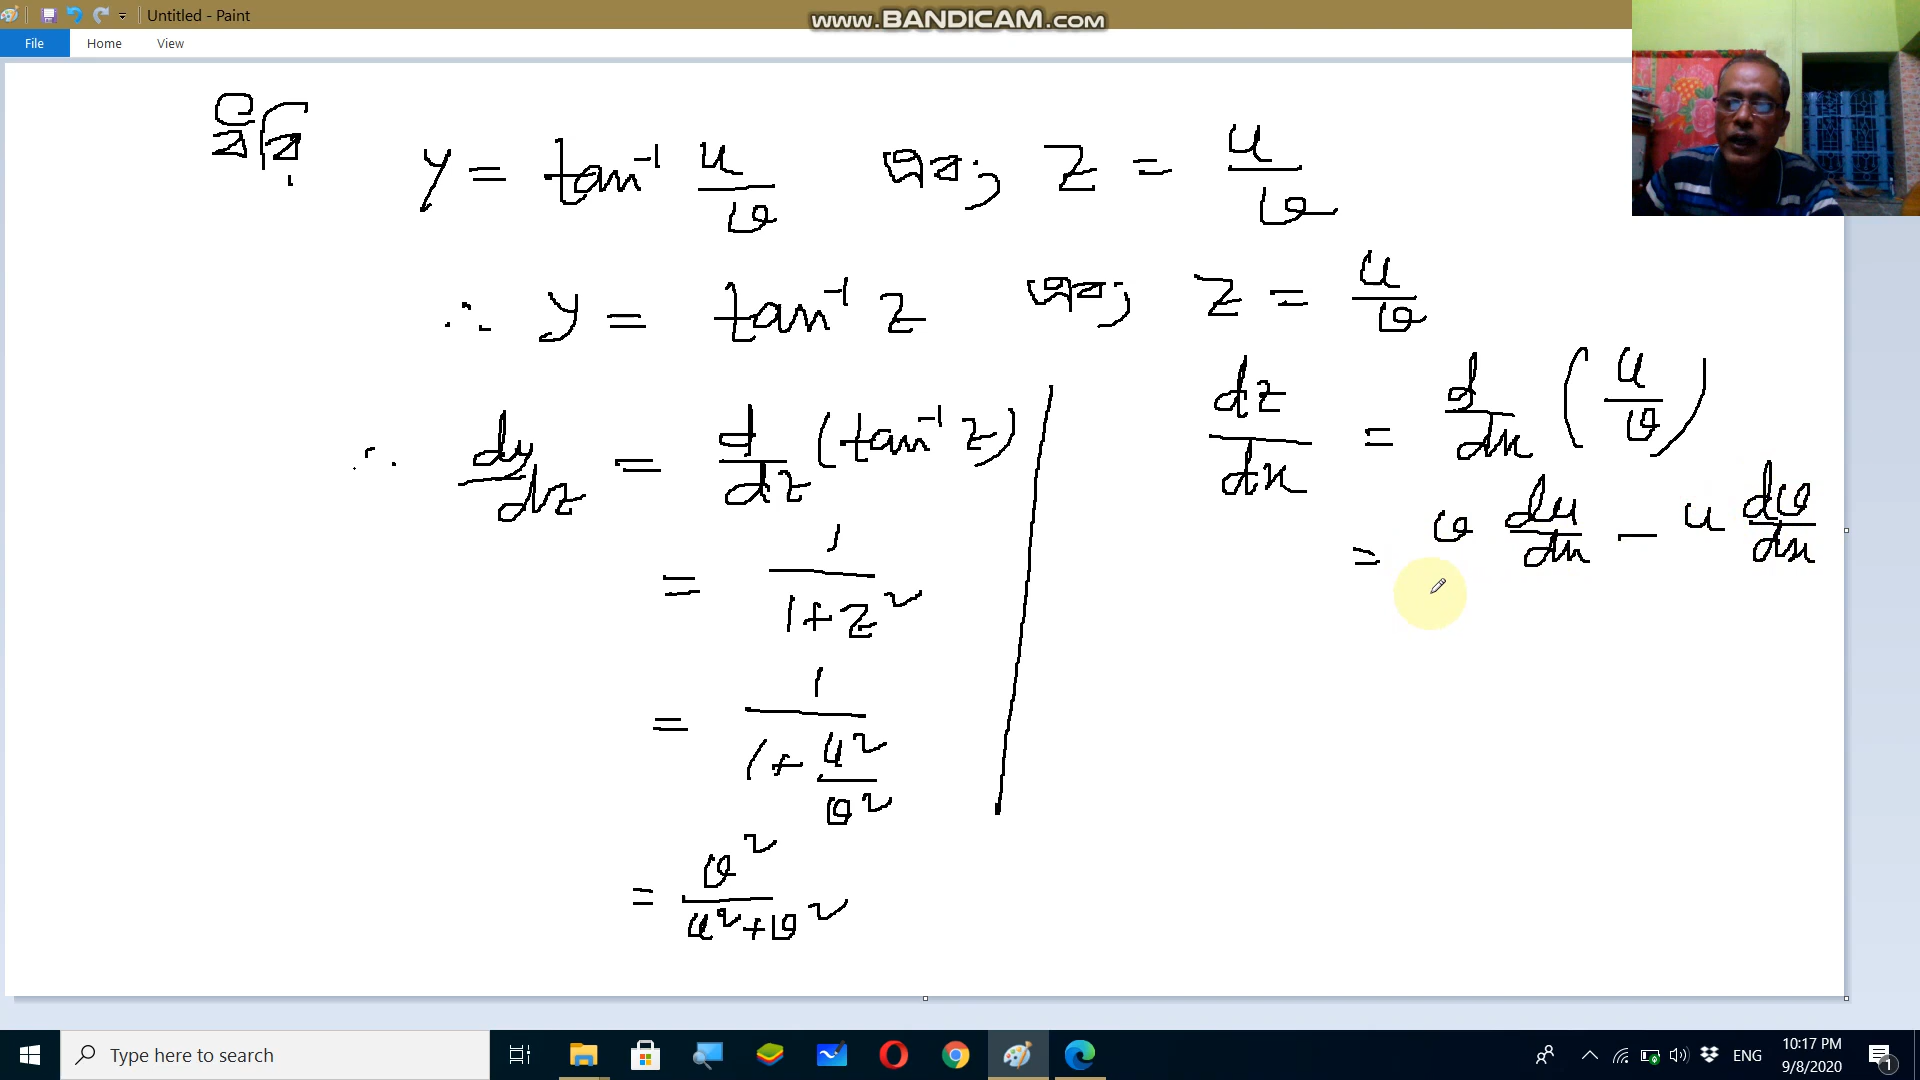 Untitled - Paint
www.BANDICAM.com
File Home View
যদি
y = tan⁻¹ u/v এবং z = u/v
∴ y = tan⁻¹ z এবং z = u/v
∴ dy/dz = d/dz (tan⁻¹ z)
= 1/(1+z²)
= 1/(1+u²/v²)
= v²/(u²+v²)
dz/dx = d/dx (u/v)
= v du/dx - u dv/dx
Type here to search
ENG
10:17 PM
9/8/2020
1